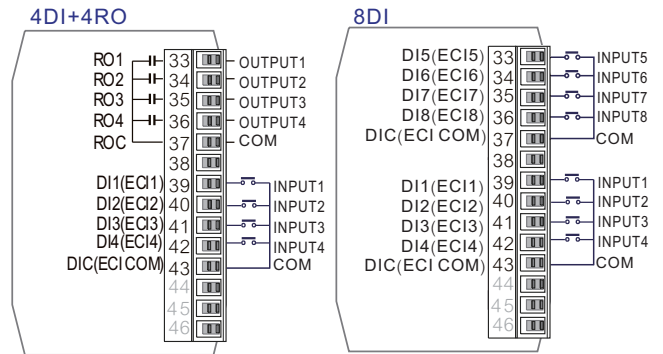 4DI+4RO
RO1 33 OUTPUT1
RO2 34 OUTPUT2
RO3 35 OUTPUT3
RO4 36 OUTPUT4
ROC 37 COM
38
DI1(ECI1) 39 INPUT1
DI2(ECI2) 40 INPUT2
DI3(ECI3) 41 INPUT3
DI4(ECI4) 42 INPUT4
DIC(ECI COM) 43 COM
44
45
46
8DI
DI5(ECI5) 33 INPUT5
DI6(ECI6) 34 INPUT6
DI7(ECI7) 35 INPUT7
DI8(ECI8) 36 INPUT8
DIC(ECI COM) 37 COM
38
DI1(ECI1) 39 INPUT1
DI2(ECI2) 40 INPUT2
DI3(ECI3) 41 INPUT3
DI4(ECI4) 42 INPUT4
DIC(ECI COM) 43 COM
44
45
46